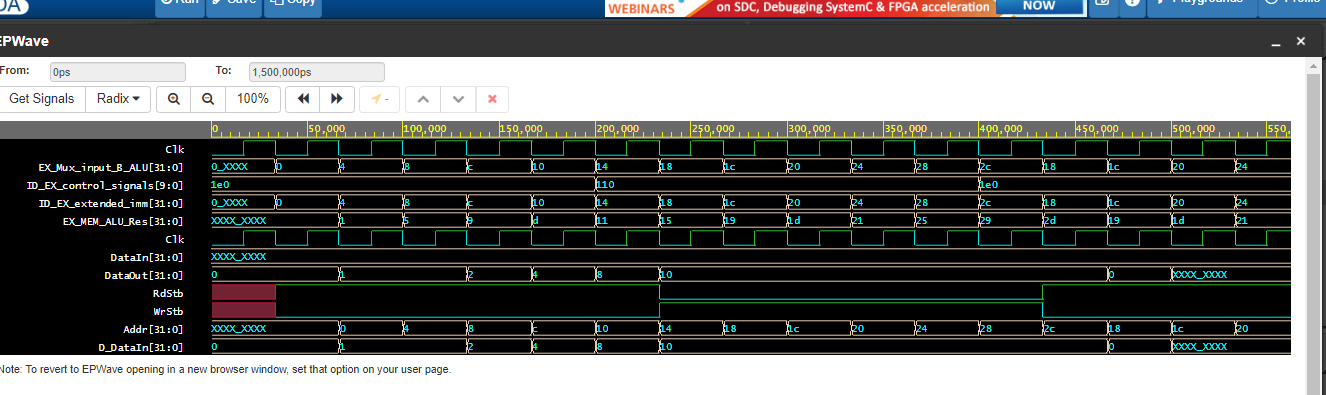 DA
Run
Save
Copy
WEBINARS
on SDC, Debugging SystemC & FPGA acceleration
NOW
Playgrounds
Profile
EPWave
From: 0ps To: 1,500,000ps
Get Signals Radix 100% -
0 50,000 100,000 150,000 200,000 250,000 300,000 350,000 400,000 450,000 500,000 550,
Clk
EX_Mux_input_B_ALU[31:0] 0_XXXX 0 4 8 c 10 14 18 1c 20 24 28 2c 18 1c 20 24
ID_EX_control_signals[9:0] 1e0 110 1e0
ID_EX_extended_imm[31:0] 0_XXXX 0 4 8 c 10 14 18 1c 20 24 28 2c 18 1c 20 24
EX_MEM_ALU_Res[31:0] XXXX_XXXX 1 5 9 d 11 15 19 1d 21 25 29 2d 19 1d 21
Clk
DataIn[31:0] XXXX_XXXX
DataOut[31:0] 0 1 2 4 8 10 0 XXXX_XXXX
RdStb
WrStb
Addr[31:0] XXXX_XXXX 0 4 8 c 10 14 18 1c 20 24 28 2c 18 1c 20
D_DataIn[31:0] 0 1 2 4 8 10 0 XXXX_XXXX
Note: To revert to EPWave opening in a new browser window, set that option on your user page.